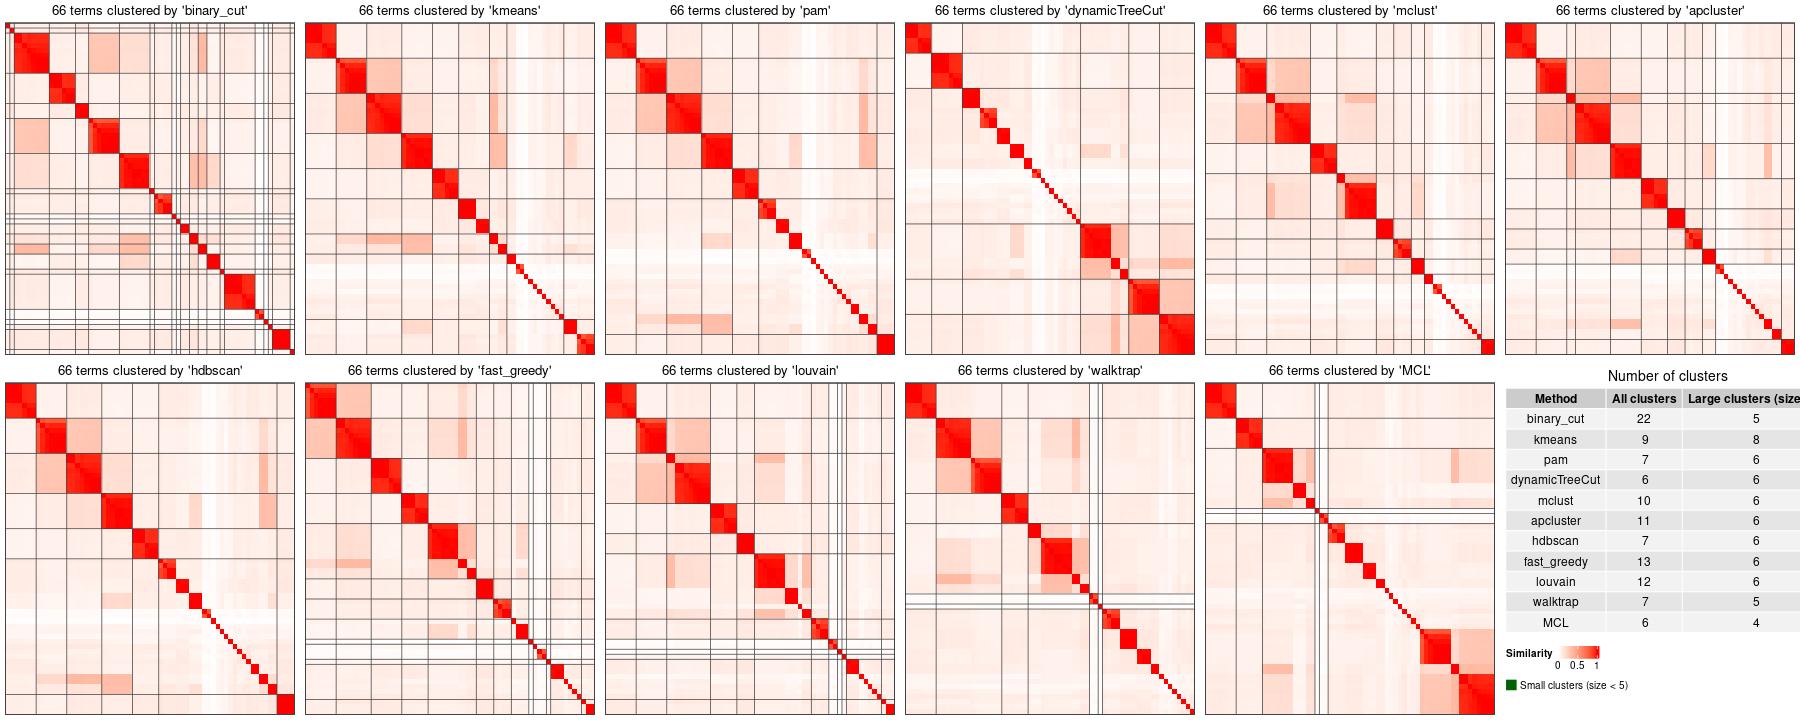 66 terms clustered by 'binary_cut'
66 terms clustered by 'kmeans'
66 terms clustered by 'pam'
66 terms clustered by 'dynamicTreeCut'
66 terms clustered by 'mclust'
66 terms clustered by 'apcluster'
66 terms clustered by 'hdbscan'
66 terms clustered by 'fast_greedy'
66 terms clustered by 'louvain'
66 terms clustered by 'walktrap'
66 terms clustered by 'MCL'
Number of clusters
Method All clusters Large clusters (size
binary_cut 22 5
kmeans 9 8
pam 7 6
dynamicTreeCut 6 6
mclust 10 6
apcluster 11 6
hdbscan 7 6
fast_greedy 13 6
louvain 12 6
walktrap 7 5
MCL 6 4
Similarity
0 0.5 1
Small clusters (size < 5)